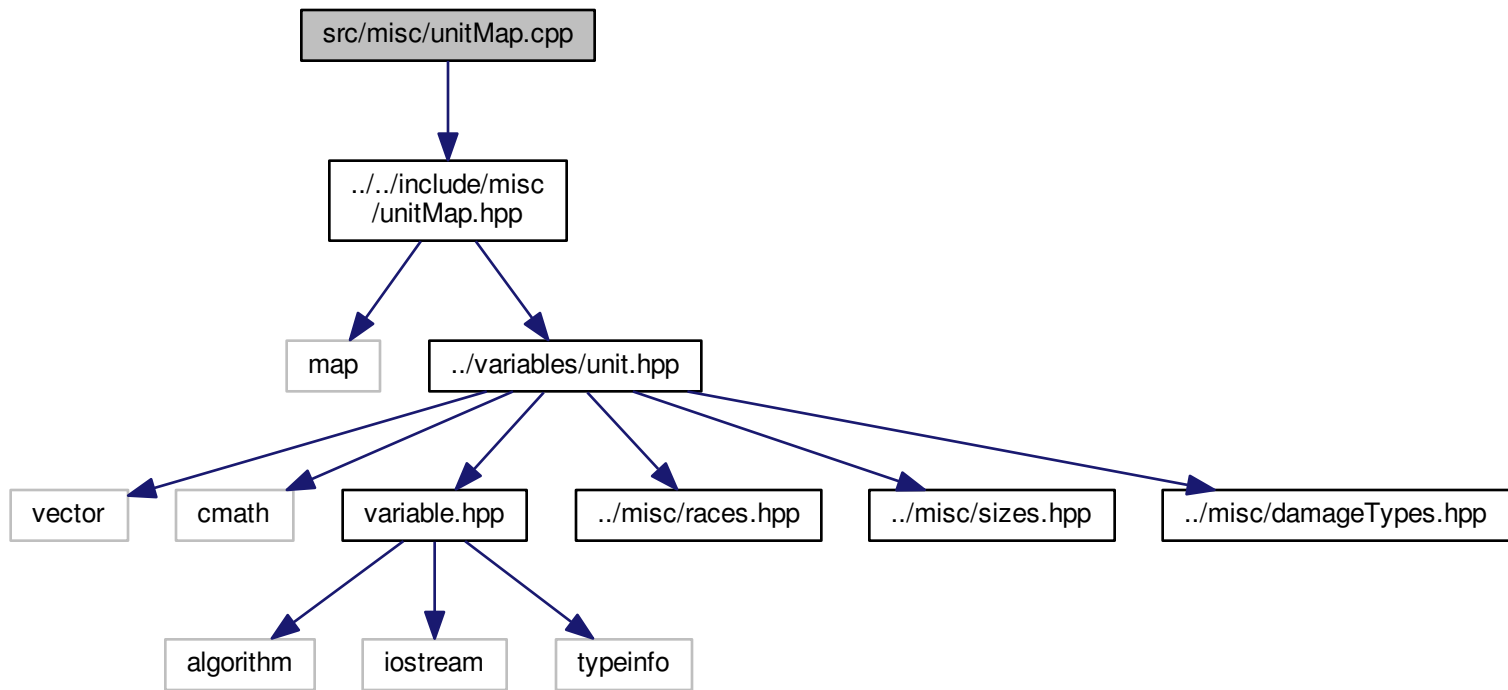 src/misc/unitMap.cpp
../../include/misc
/unitMap.hpp
map
../variables/unit.hpp
vector
cmath
variable.hpp
../misc/races.hpp
../misc/sizes.hpp
../misc/damageTypes.hpp
algorithm
iostream
typeinfo